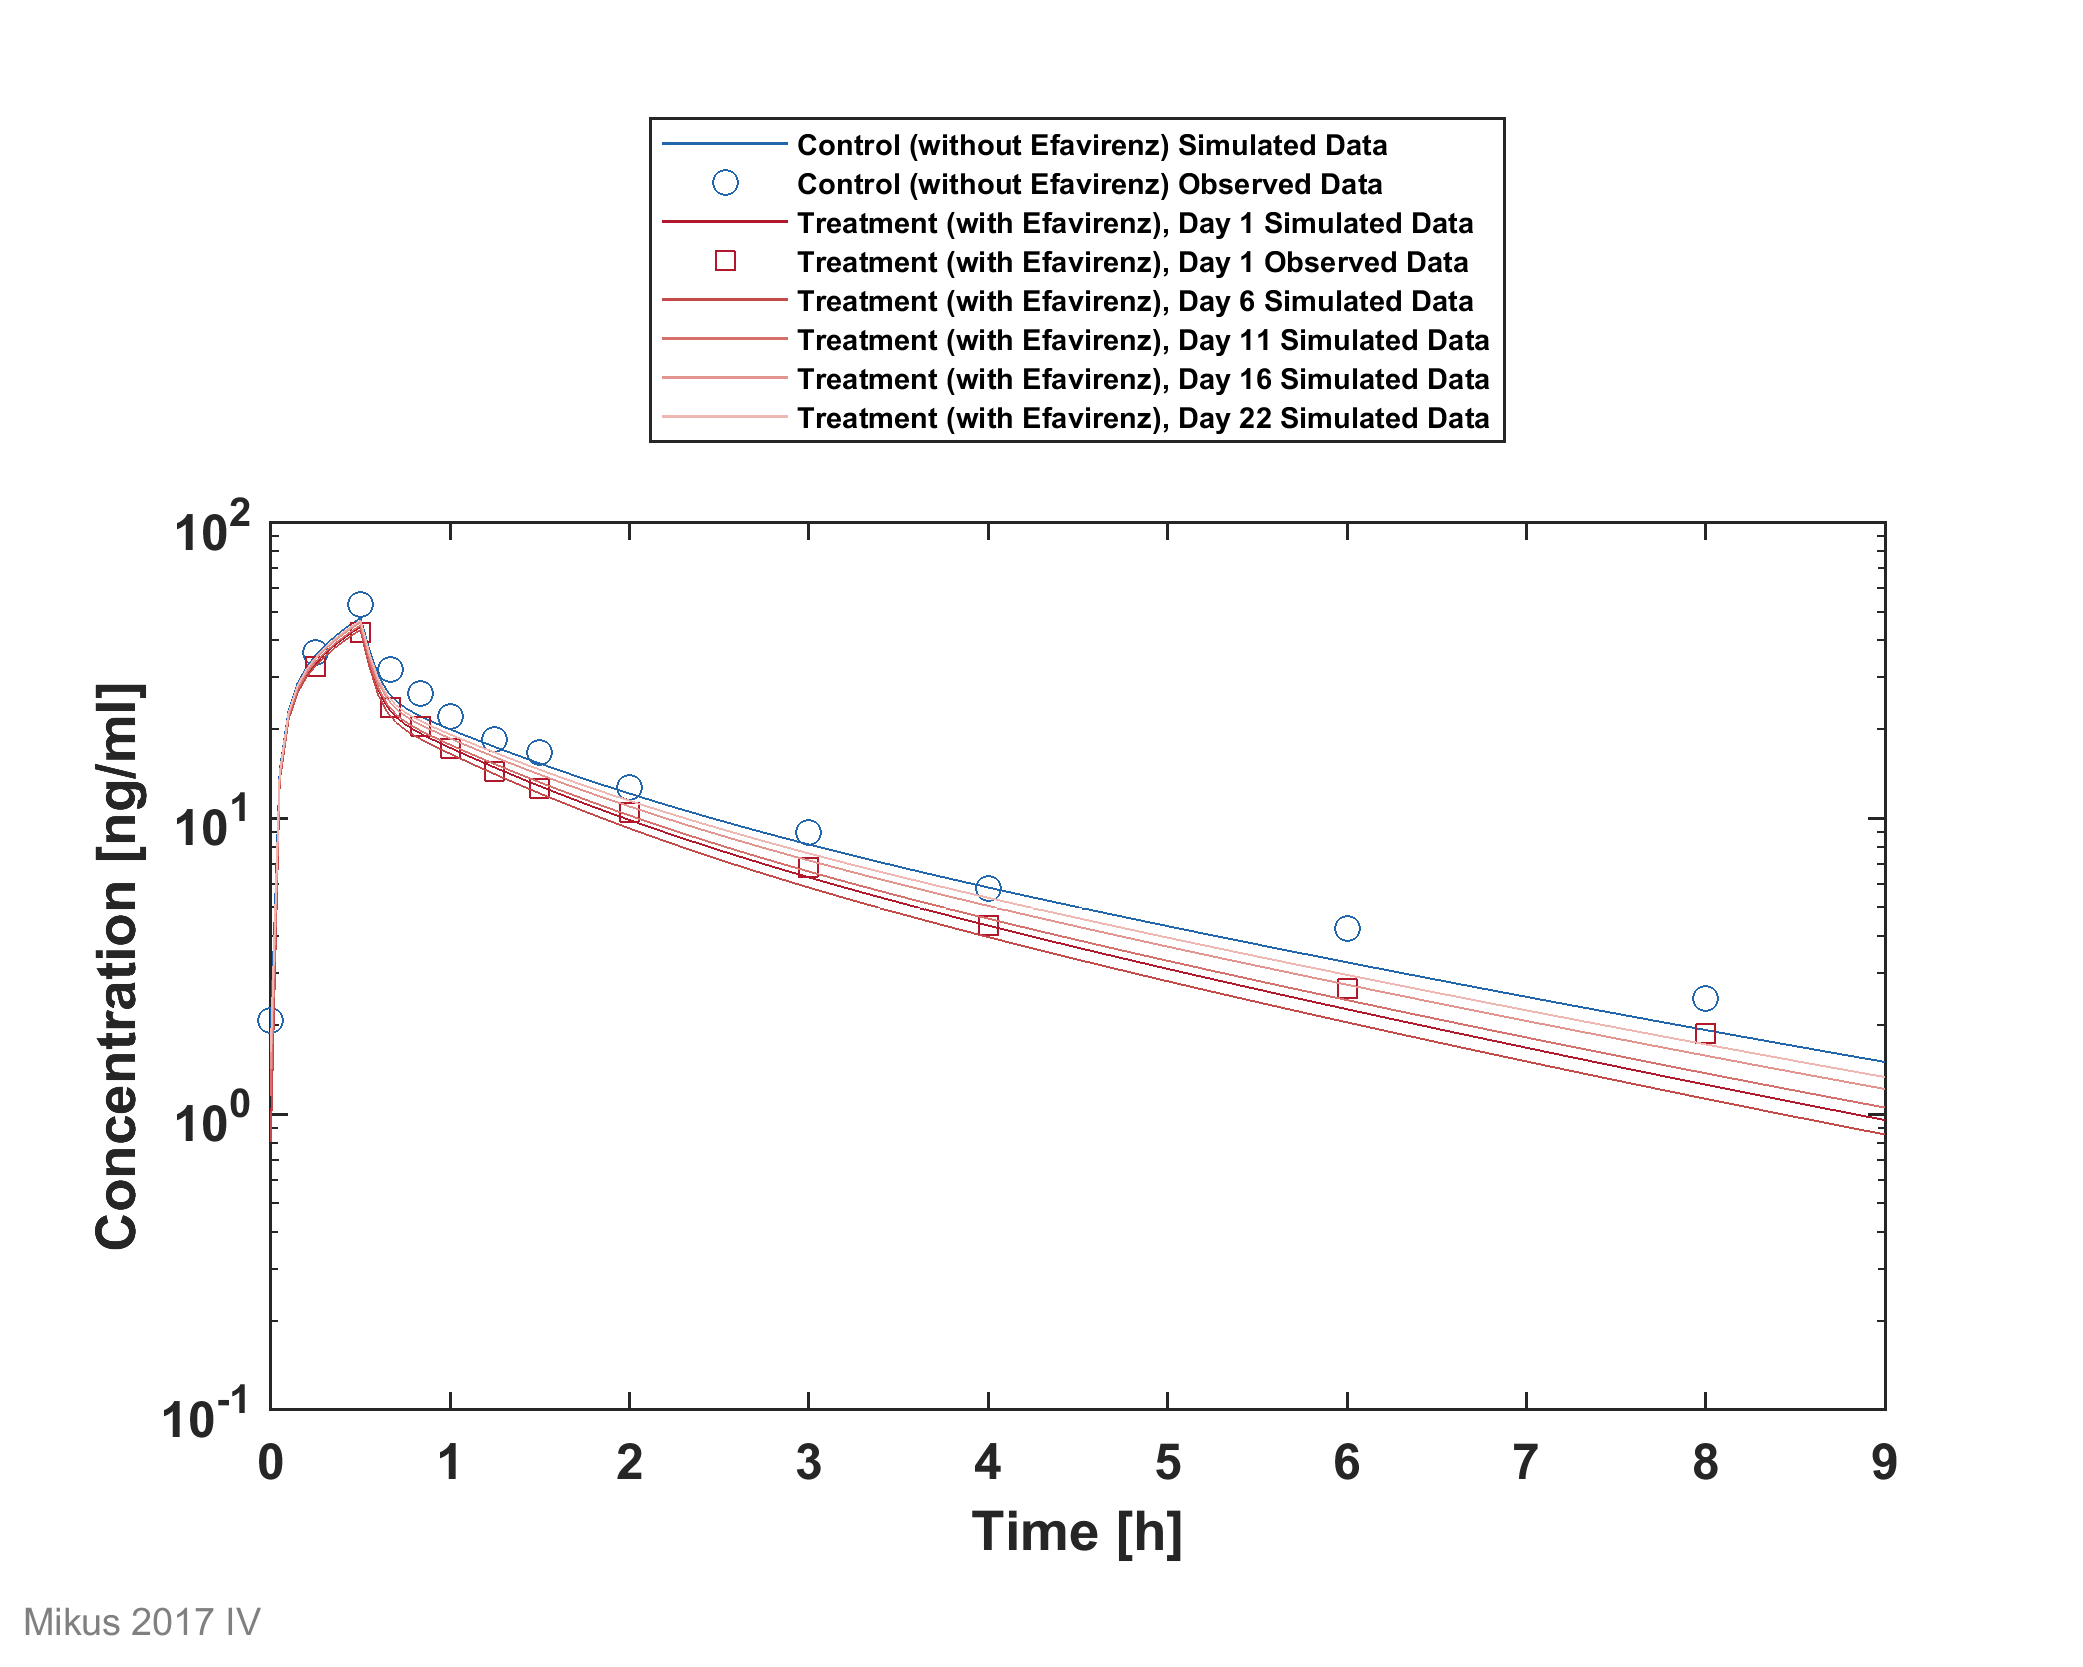 Control (without Efavirenz) Simulated Data
Control (without Efavirenz) Observed Data
Treatment (with Efavirenz), Day 1 Simulated Data
Treatment (with Efavirenz), Day 1 Observed Data
Treatment (with Efavirenz), Day 6 Simulated Data
Treatment (with Efavirenz), Day 11 Simulated Data
Treatment (with Efavirenz), Day 16 Simulated Data
Treatment (with Efavirenz), Day 22 Simulated Data
Concentration [ng/ml]
10^2
10^1
10^0
10^-1
0 1 2 3 4 5 6 7 8 9
Time [h]
Mikus 2017 IV